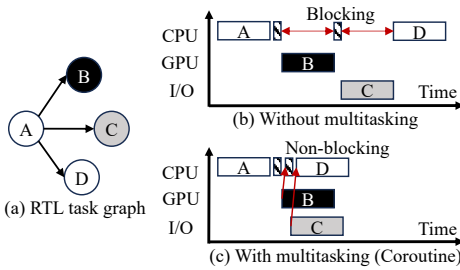 A
B
C
D
(a) RTL task graph
Blocking
CPU
A
D
GPU
B
I/O
C
Time
(b) Without multitasking
Non-blocking
CPU
A
D
GPU
B
I/O
C
Time
(c) With multitasking (Coroutine)